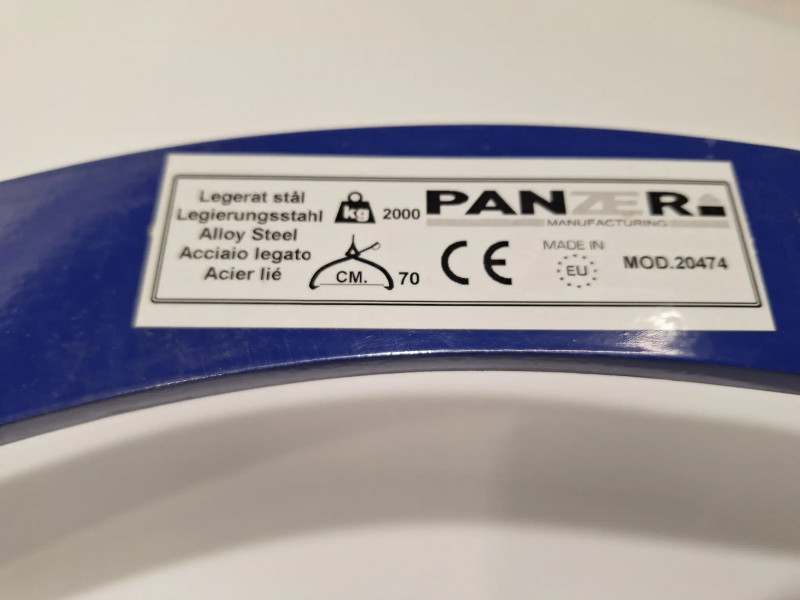 Legerat stål
Legierungsstahl
Alloy Steel
Acciaio legato
Acier lié
kg 2000
CM. 70
PANZER
MANUFACTURING
CE
MADE IN
EU
MOD.20474